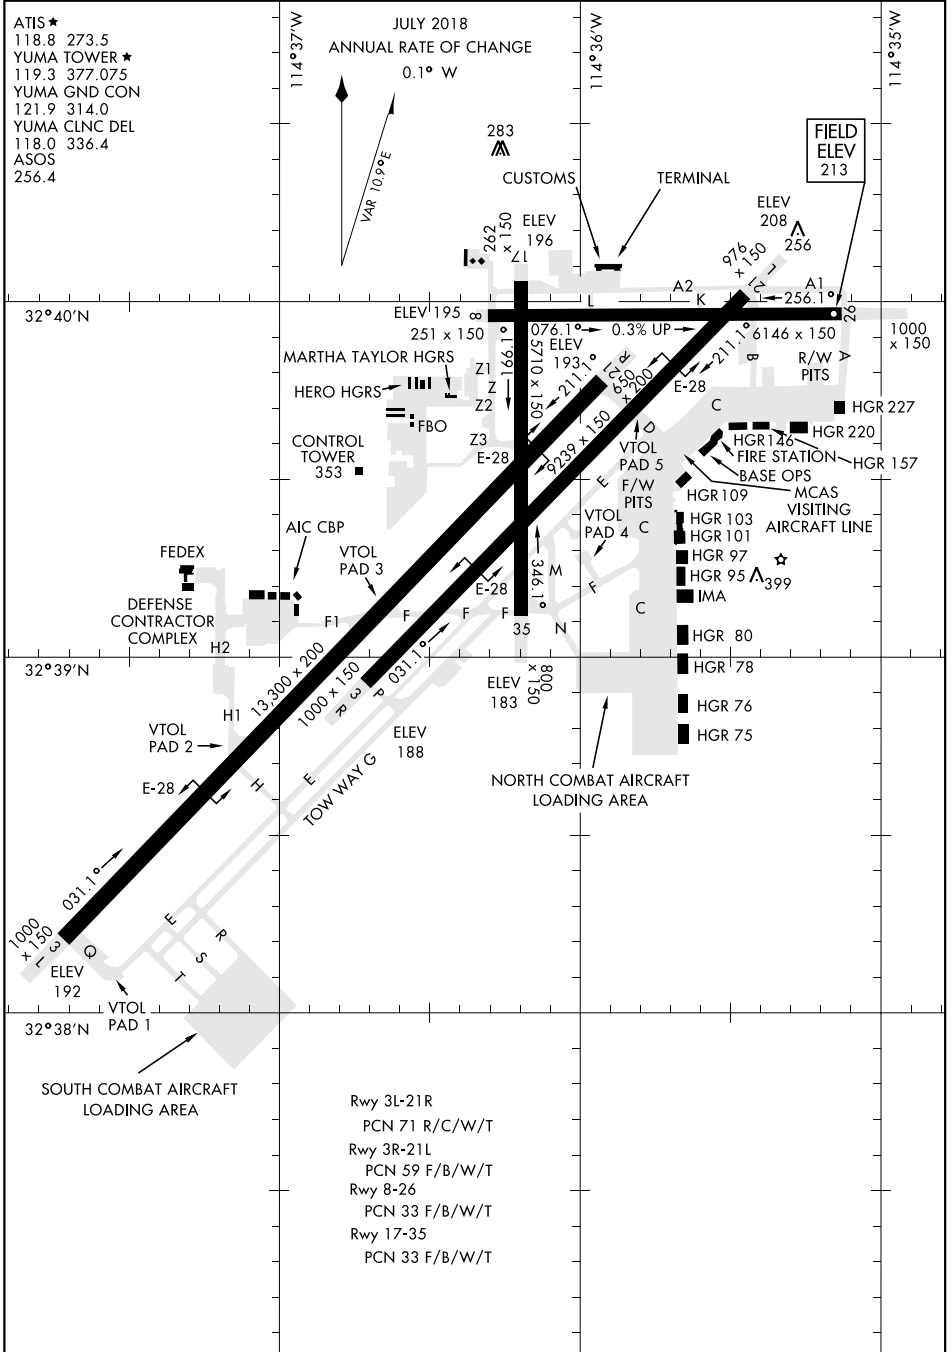 ATIS ★
118.8 273.5
YUMA TOWER ★
119.3 377.075
YUMA GND CON
121.9 314.0
YUMA CLNC DEL
118.0 336.4
ASOS
256.4
114°37'W
JULY 2018
ANNUAL RATE OF CHANGE
0.1° W
VAR 10.9°E
114°36'W
114°35'W
283
FIELD
ELEV
213
CUSTOMS
TERMINAL
262
x 150
17
ELEV
196
ELEV
208
256
976
x 150
21
L
A2
A1
L
K
256.1°
26
32°40'N
ELEV 195
8
251 x 150
076.1°
0.3% UP
6146 x 150
1000
x 150
166.1°
5710 x 150
ELEV
193
211.1°
21
R
650
x 200
211.1°
B
R/W
PITS
A
MARTHA TAYLOR HGRS
Z1
Z
Z2
HERO HGRS
FBO
E-28
C
HGR 227
CONTROL
TOWER
353
Z3
E-28
9239 x 150
VTOL
PAD 5
D
HGR 220
HGR146
FIRE STATION
HGR 157
BASE OPS
F/W
PITS
E
HGR109
MCAS
VISITING
AIRCRAFT LINE
AIC CBP
VTOL
PAD 3
VTOL
PAD 4
C
HGR 103
HGR 101
FEDEX
HGR 97
HGR 95
399
346.1°
M
F
E-28
IMA
DEFENSE
CONTRACTOR
COMPLEX
F1
F
F
F
35
N
C
HGR 80
H2
32°39'N
13,300 x 200
1000 x 150
031.1°
3
R
P
ELEV
183
800
x 150
HGR 78
H1
HGR 76
VTOL
PAD 2
ELEV
188
HGR 75
E-28
H
E
TOW WAY G
NORTH COMBAT AIRCRAFT
LOADING AREA
031.1°
1000
x 150
3
L
Q
E
R
S
T
ELEV
192
VTOL
PAD 1
32°38'N
SOUTH COMBAT AIRCRAFT
LOADING AREA
Rwy 3L-21R
PCN 71 R/C/W/T
Rwy 3R-21L
PCN 59 F/B/W/T
Rwy 8-26
PCN 33 F/B/W/T
Rwy 17-35
PCN 33 F/B/W/T